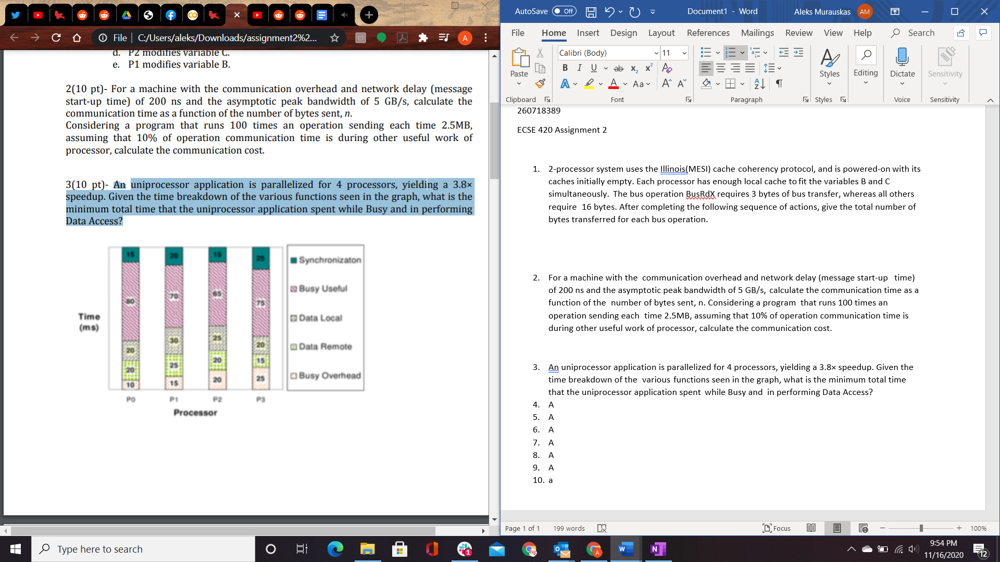 File | C:/Users/aleks/Downloads/assignment2%2...
A
d. P2 modifies variable C.
e. P1 modifies variable B.
2(10 pt)- For a machine with the communication overhead and network delay (message
start-up time) of 200 ns and the asymptotic peak bandwidth of 5 GB/s, calculate the
communication time as a function of the number of bytes sent, n.
Considering a program that runs 100 times an operation sending each time 2.5MB,
assuming that 10% of operation communication time is during other useful work of
processor, calculate the communication cost.
3(10 pt)- An uniprocessor application is parallelized for 4 processors, yielding a 3.8×
speedup. Given the time breakdown of the various functions seen in the graph, what is the
minimum total time that the uniprocessor application spent while Busy and in performing
Data Access?
15 20 15 25
80 70 65 75
20 30 25 20
20 25 20 15
10 15 20 25
Time
(ms)
P0 P1 P2 P3
Processor
Synchronizaton
Busy Useful
Data Local
Data Remote
Busy Overhead
AutoSave Off Document1 - Word Aleks Murauskas AM
File Home Insert Design Layout References Mailings Review View Help Search
Calibri (Body) 11
Paste
B I U ab x2 x2 A
A A Aa A A
Styles Editing Dictate Sensitivity
Clipboard Font Paragraph Styles Voice Sensitivity
260718389
ECSE 420 Assignment 2
1. 2-processor system uses the Illinois(MESI) cache coherency protocol, and is powered-on with its
caches initially empty. Each processor has enough local cache to fit the variables B and C
simultaneously. The bus operation BusRdX requires 3 bytes of bus transfer, whereas all others
require 16 bytes. After completing the following sequence of actions, give the total number of
bytes transferred for each bus operation.
2. For a machine with the communication overhead and network delay (message start-up time)
of 200 ns and the asymptotic peak bandwidth of 5 GB/s, calculate the communication time as a
function of the number of bytes sent, n. Considering a program that runs 100 times an
operation sending each time 2.5MB, assuming that 10% of operation communication time is
during other useful work of processor, calculate the communication cost.
3. An uniprocessor application is parallelized for 4 processors, yielding a 3.8× speedup. Given the
time breakdown of the various functions seen in the graph, what is the minimum total time
that the uniprocessor application spent while Busy and in performing Data Access?
4. A
5. A
6. A
7. A
8. A
9. A
10. a
Page 1 of 1 199 words Focus 100%
Type here to search
9:54 PM
11/16/2020
12